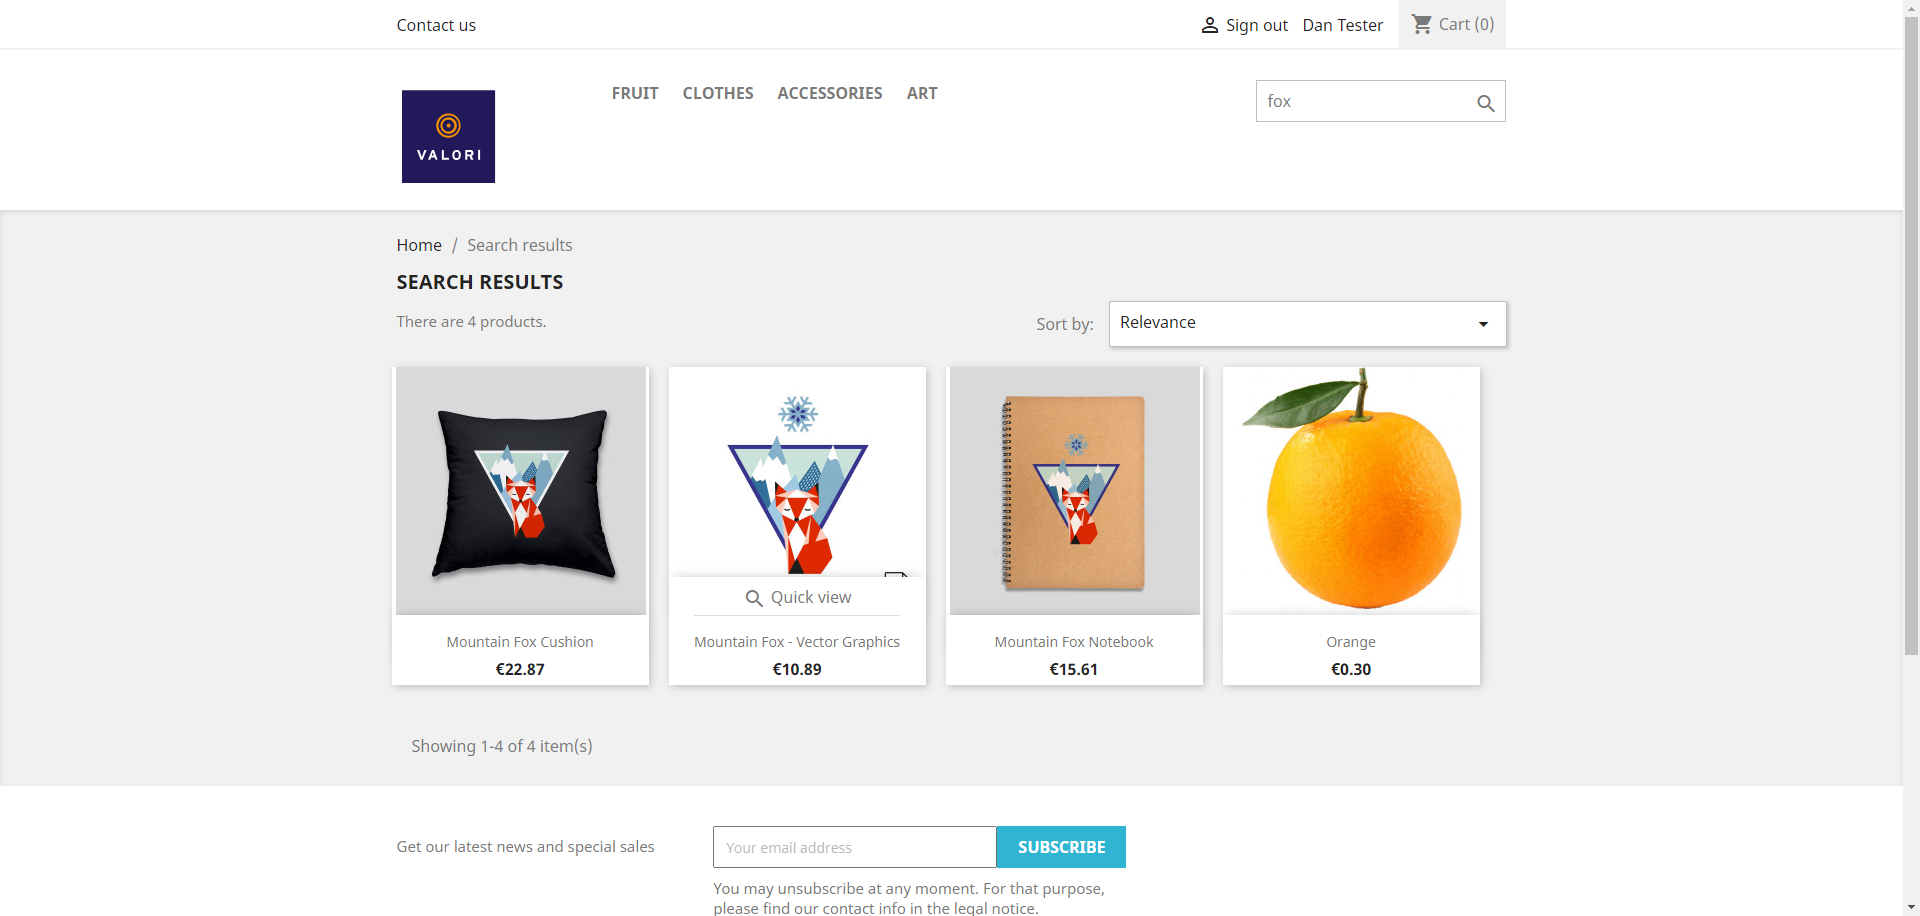 Contact us
Sign out
Dan Tester
Cart (0)
VALORI
FRUIT
CLOTHES
ACCESSORIES
ART
fox
Home / Search results
SEARCH RESULTS
There are 4 products.
Sort by:
Relevance
Mountain Fox Cushion
€22.87
Quick view
Mountain Fox - Vector Graphics
€10.89
Mountain Fox Notebook
€15.61
Orange
€0.30
Showing 1-4 of 4 item(s)
Get our latest news and special sales
Your email address
SUBSCRIBE
You may unsubscribe at any moment. For that purpose,
please find our contact info in the legal notice.